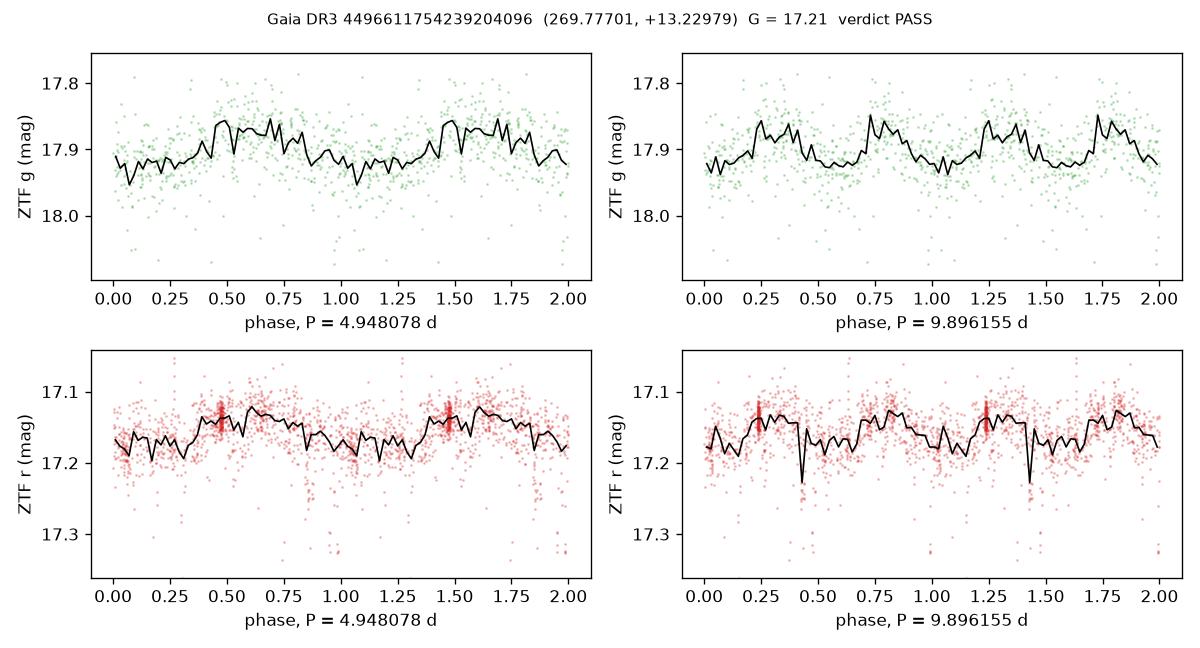 Gaia DR3 4496611754239204096  (269.77701, +13.22979)  G = 17.21  verdict PASS
ZTF g (mag)
17.8
17.9
18.0
0.00 0.25 0.50 0.75 1.00 1.25 1.50 1.75 2.00
phase, P = 4.948078 d
ZTF g (mag)
17.8
17.9
18.0
0.00 0.25 0.50 0.75 1.00 1.25 1.50 1.75 2.00
phase, P = 9.896155 d
ZTF r (mag)
17.1
17.2
17.3
0.00 0.25 0.50 0.75 1.00 1.25 1.50 1.75 2.00
phase, P = 4.948078 d
ZTF r (mag)
17.1
17.2
17.3
0.00 0.25 0.50 0.75 1.00 1.25 1.50 1.75 2.00
phase, P = 9.896155 d